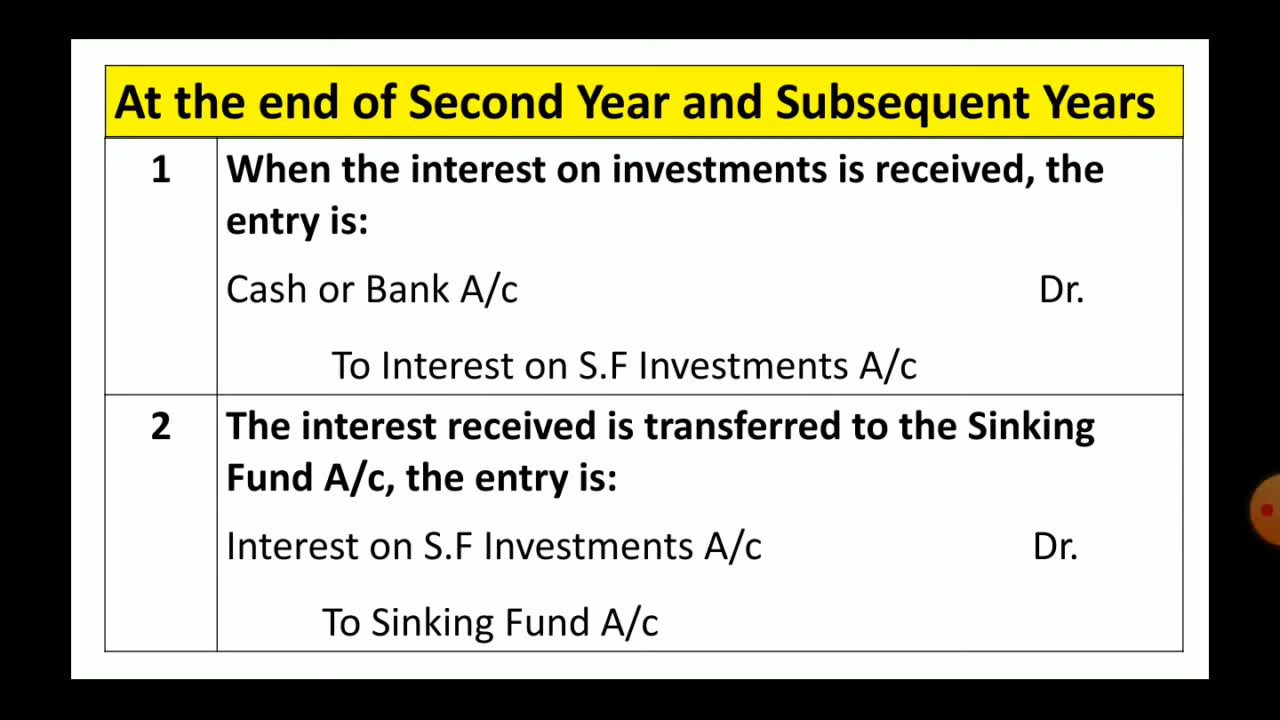 At the end of Second Year and Subsequent Years
1
When the interest on investments is received, the
entry is:
Cash or Bank A/c Dr.
To Interest on S.F Investments A/c
2
The interest received is transferred to the Sinking
Fund A/c, the entry is:
Interest on S.F Investments A/c Dr.
To Sinking Fund A/c